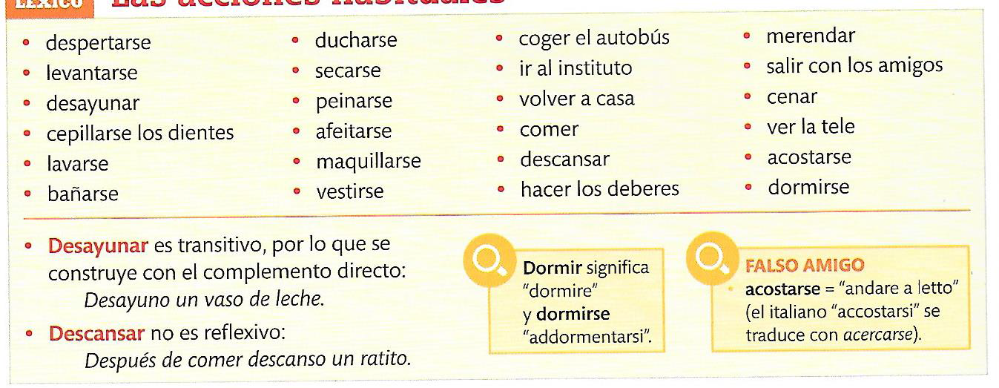 LÉXICO Las acciones habituales
• despertarse
• levantarse
• desayunar
• cepillarse los dientes
• lavarse
• bañarse
• ducharse
• secarse
• peinarse
• afeitarse
• maquillarse
• vestirse
• coger el autobús
• ir al instituto
• volver a casa
• comer
• descansar
• hacer los deberes
• merendar
• salir con los amigos
• cenar
• ver la tele
• acostarse
• dormirse
• Desayunar es transitivo, por lo que se
construye con el complemento directo:
Desayuno un vaso de leche.
• Descansar no es reflexivo:
Después de comer descanso un ratito.
Dormir significa
"dormire"
y dormirse
"addormentarsi".
FALSO AMIGO
• acostarse = "andare a letto"
(el italiano "accostarsi" se
traduce con acercarse).